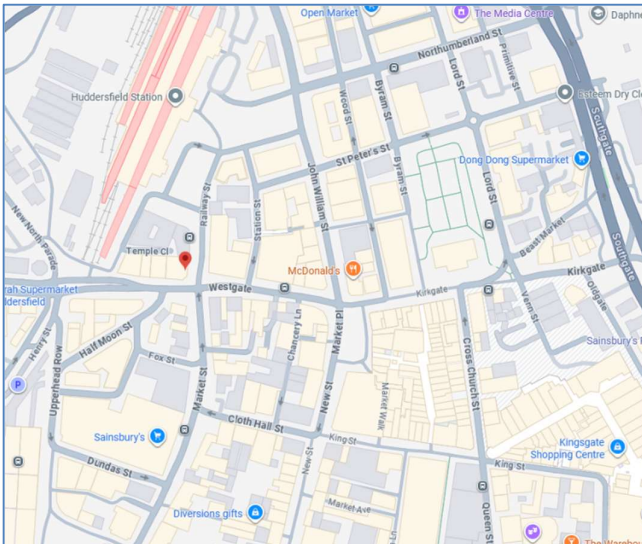 Open Market
The Media Centre
Daphne
Northumberland St
Primitive St
Lord St
Huddersfield Station
Wood St
Byram St
Esteem Dry Cle
Southgate
St Peter's St
John William St
Byram St
Dong Dong Supermarket
Railway St
Station St
Lord St
New North Parade
Beast Market
Southgate
Temple Cl
McDonald's
Kirkgate
Kirkgate
Oldgate
Westgate
rah Supermarket
ddersfield
Venn St
Henry St
Half Moon St
Chancery Ln
Market Pl
Sainsbury's
Upperhead Row
Fox St
Cross Church St
P
Market St
New St
Market Walk
Cloth Hall St
King St
Sainsbury's
Kingsgate
Shopping Centre
Dundas St
New St
King St
Market Ave
Queen St
Diversions gifts
Ln
The Wareho